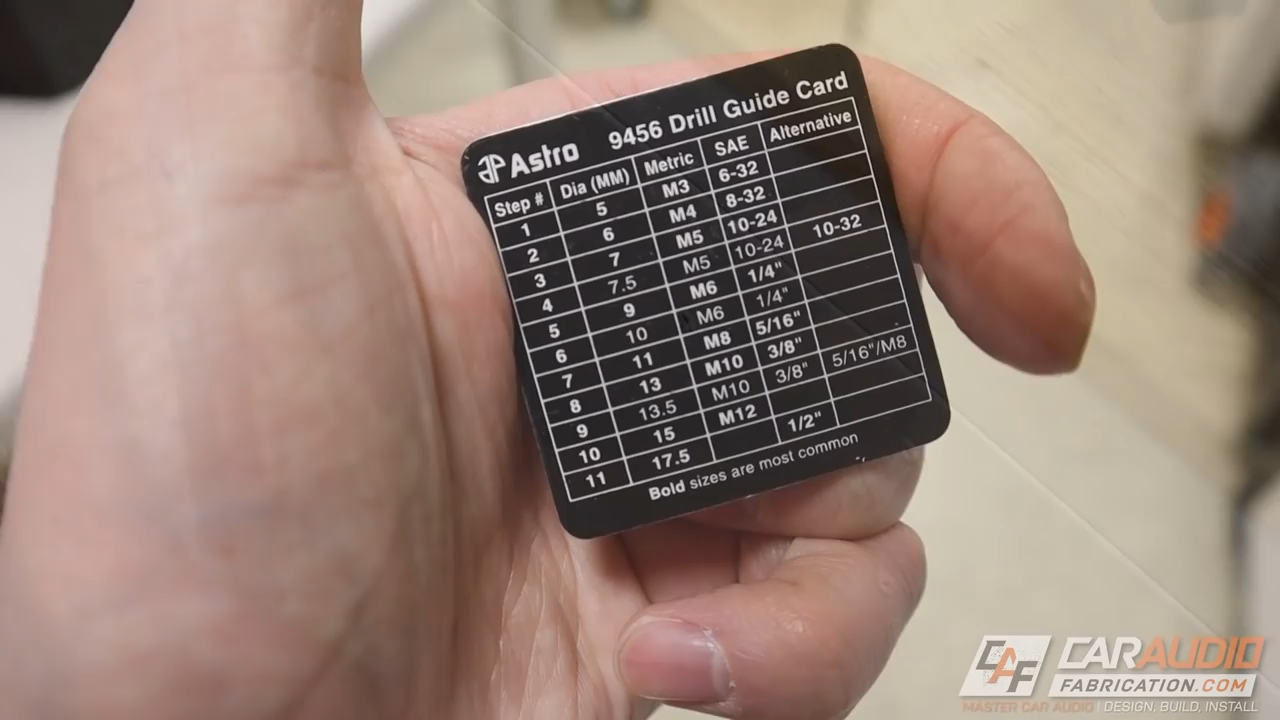 Astro 9456 Drill Guide Card
Step # Dia (MM) Metric SAE Alternative
1 5 M3 6-32
2 6 M4 8-32
3 7 M5 10-24
4 7.5 M5 10-24 10-32
5 9 M6 1/4"
6 10 M6 1/4"
7 11 M8 5/16"
8 13 M10 3/8"
9 13.5 M10 3/8" 5/16"/M8
10 15 M12
11 17.5 1/2"
Bold sizes are most common
CAF CAR AUDIO
FABRICATION.COM
MASTER CAR AUDIO | DESIGN, BUILD, INSTALL